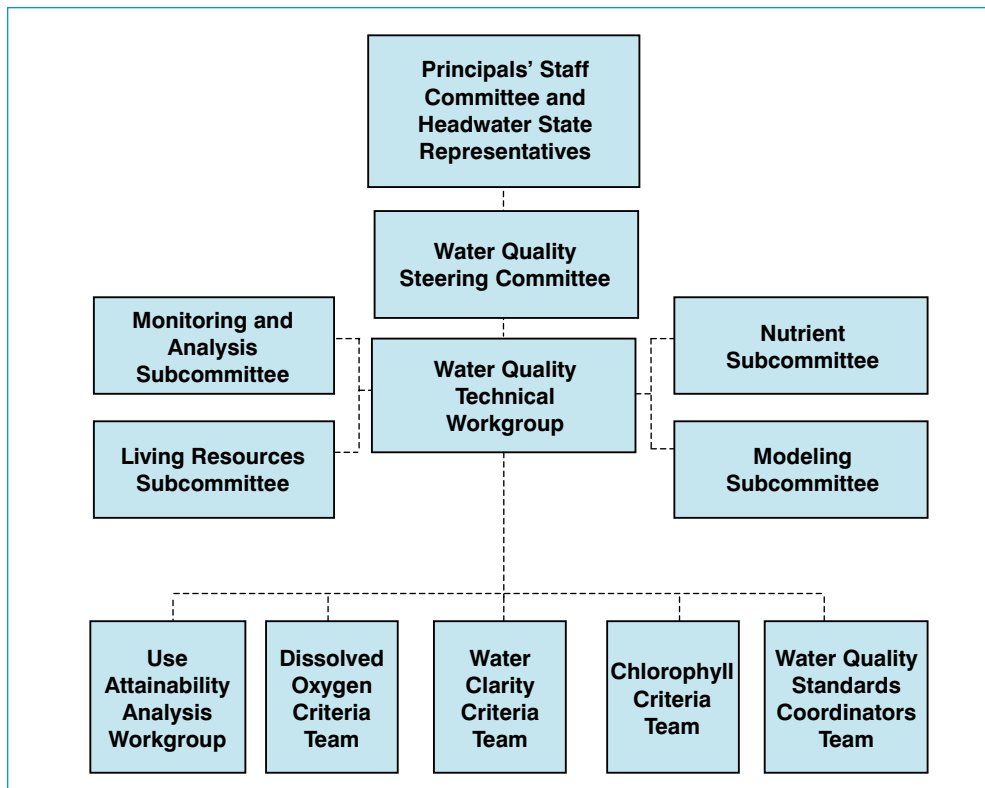 Principals' Staff
Committee and
Headwater State
Representatives
Water Quality
Steering Committee
Monitoring and
Analysis
Subcommittee
Water Quality
Technical
Workgroup
Nutrient
Subcommittee
Living Resources
Subcommittee
Modeling
Subcommittee
Use
Attainability
Analysis
Workgroup
Dissolved
Oxygen
Criteria
Team
Water
Clarity
Criteria
Team
Chlorophyll
Criteria
Team
Water Quality
Standards
Coordinators
Team